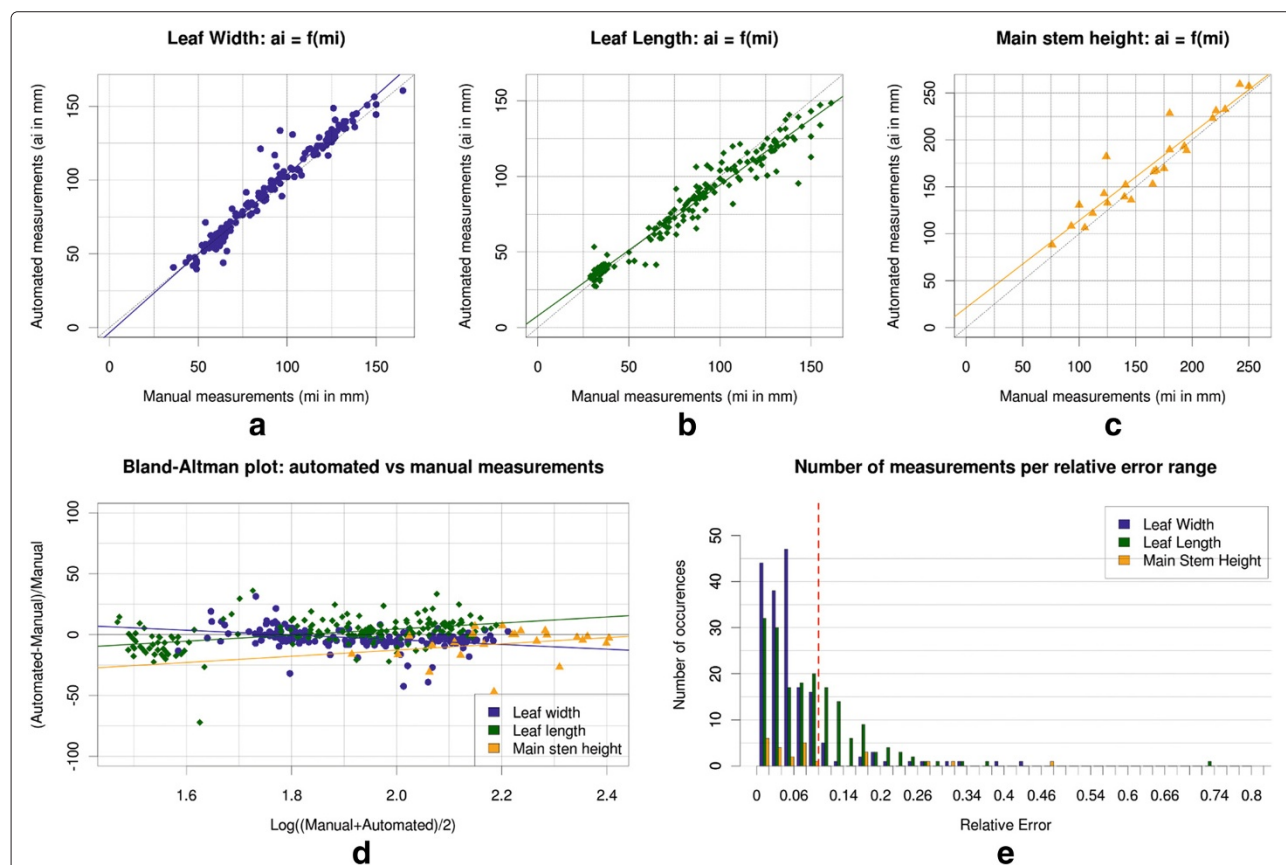 Leaf Width: ai = f(mi)
Automated measurements (ai in mm)
0 50 100 150
0 50 100 150
Manual measurements (mi in mm)
a
Leaf Length: ai = f(mi)
Automated measurements (ai in mm)
0 50 100 150
0 50 100 150
Manual measurements (mi in mm)
b
Main stem height: ai = f(mi)
Automated measurements (ai in mm)
0 50 100 150 200 250
0 50 100 150 200 250
Manual measurements (mi in mm)
c
Bland-Altman plot: automated vs manual measurements
(Automated-Manual)/Manual
-100 -50 0 50 100
Leaf width
Leaf length
Main sten height
1.6 1.8 2.0 2.2 2.4
Log((Manual+Automated)/2)
d
Number of measurements per relative error range
Number of occurences
0 10 20 30 40 50
Leaf Width
Leaf Length
Main Stem Height
0 0.06 0.14 0.2 0.26 0.34 0.4 0.46 0.54 0.6 0.66 0.74 0.8
Relative Error
e